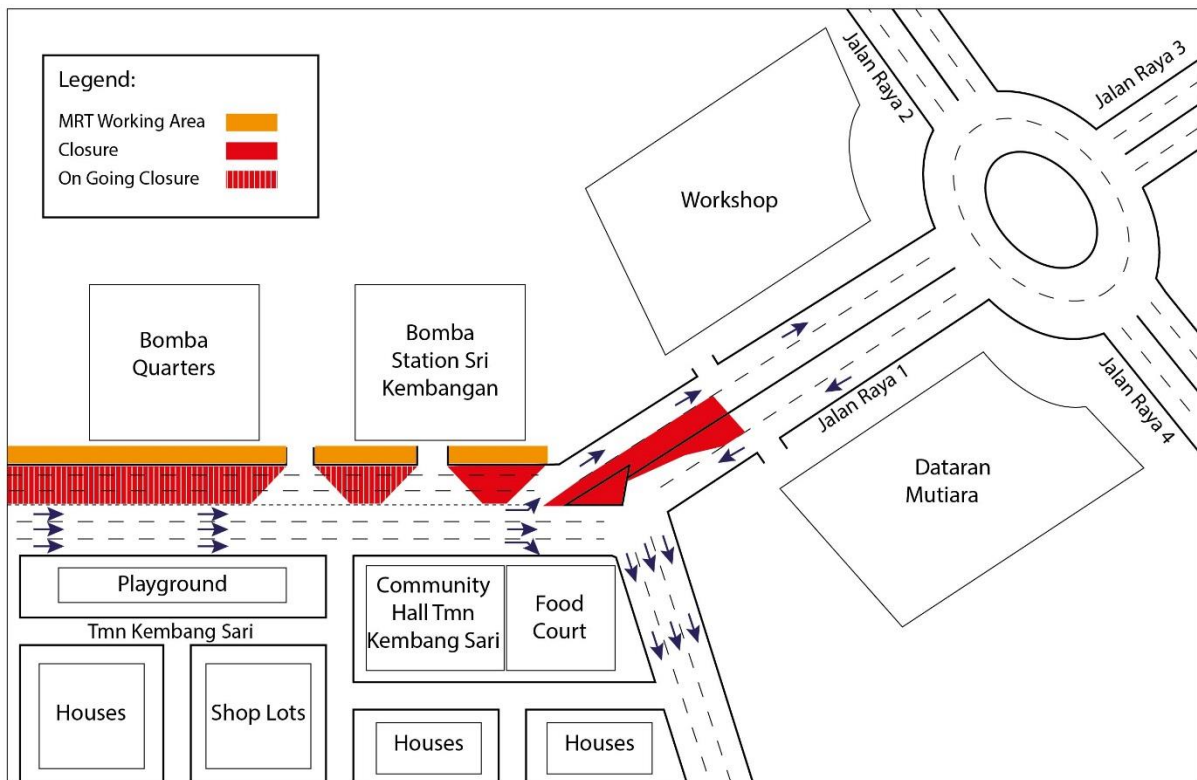 Legend:
MRT Working Area
Closure
On Going Closure
Jalan Raya 2
Jalan Raya 3
Workshop
Bomba
Quarters
Bomba
Station Sri
Kembangan
Jalan Raya 1
Jalan Raya 4
Dataran
Mutiara
Playground
Tmn Kembang Sari
Community
Hall Tmn
Kembang Sari
Food
Court
Houses
Shop Lots
Houses
Houses